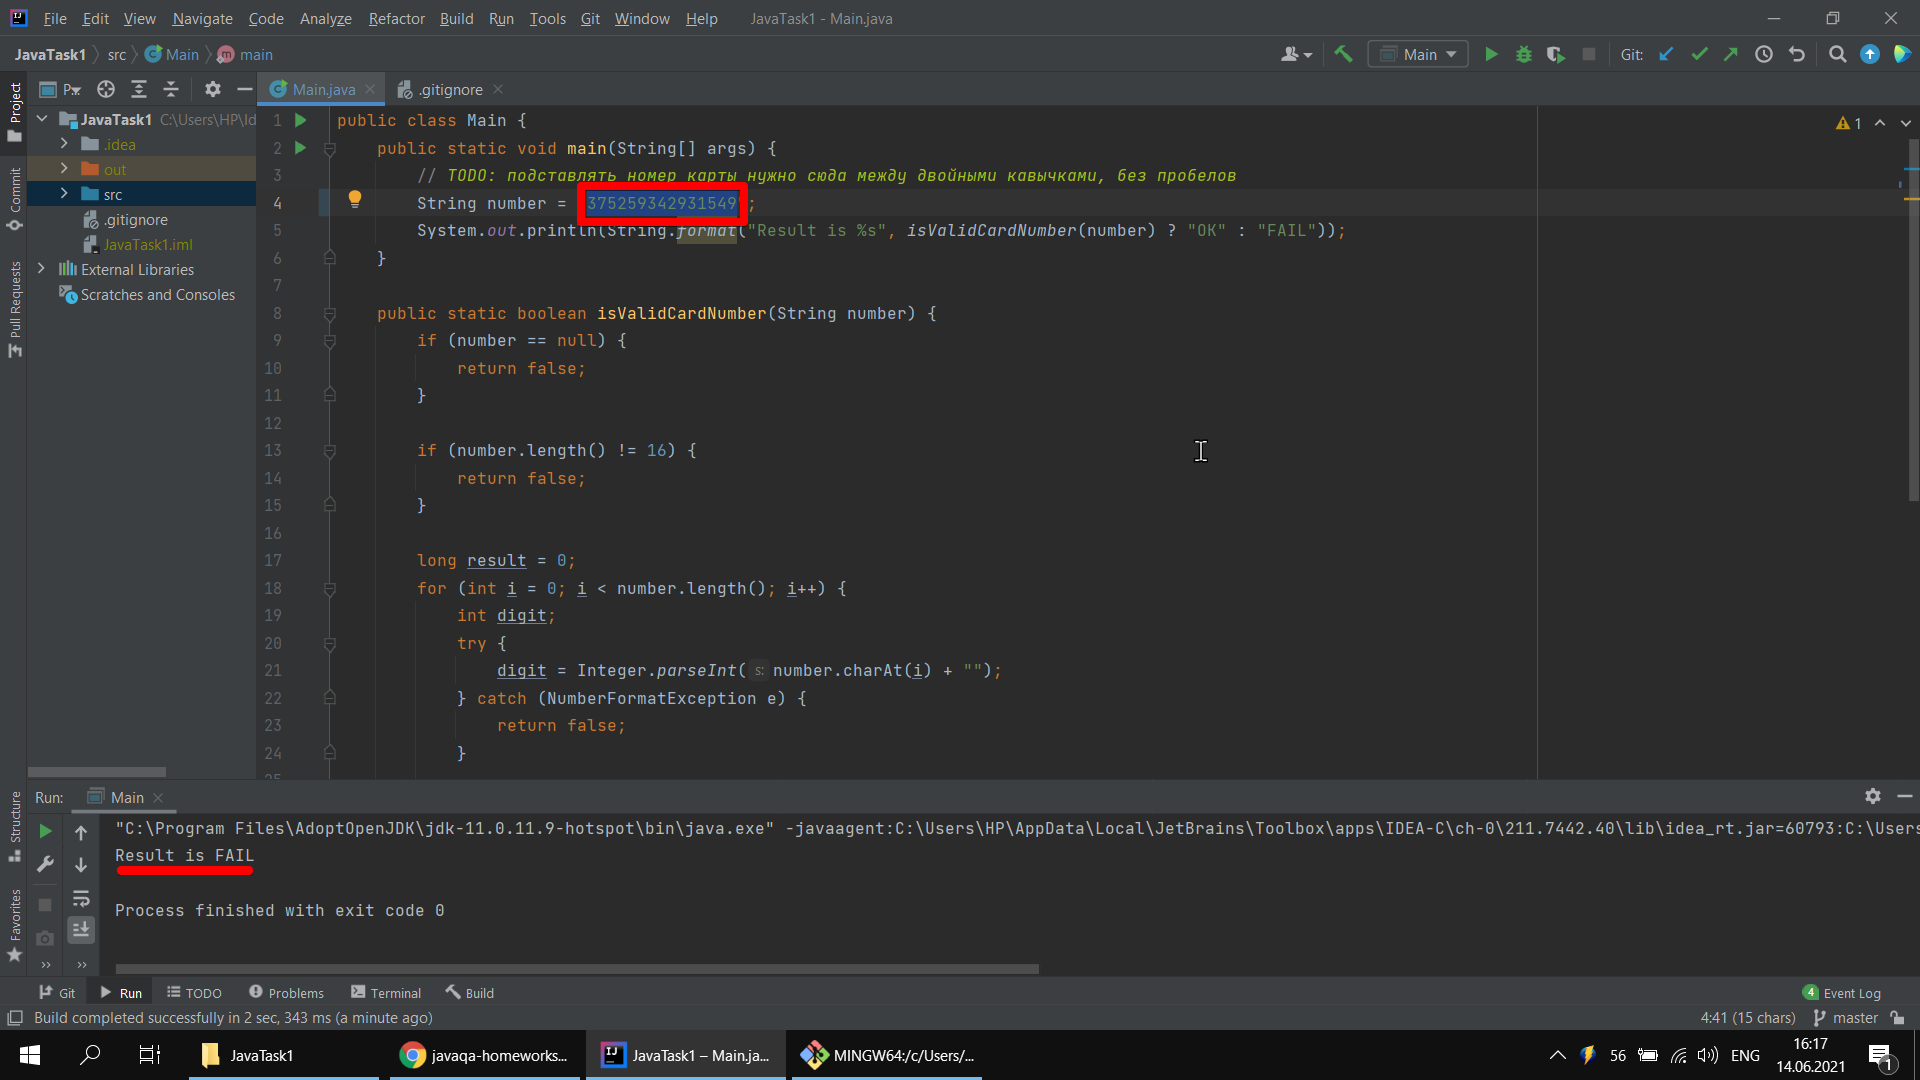 File Edit View Navigate Code Analyze Refactor Build Run Tools Git Window Help JavaTask1 - Main.java
JavaTask1 src Main main
Main Git:
Project
Commit
Pull Requests
Structure
Favorites
P..
JavaTask1 C:\Users\HP\Id
.idea
out
src
.gitignore
JavaTask1.iml
External Libraries
Scratches and Consoles
Main.java .gitignore
1
1 public class Main {
2 public static void main(String[] args) {
3 // TODO: подставлять номер карты нужно сюда между двойными кавычками, без пробелов
4 String number = "375259342931549";
5 System.out.println(String.format("Result is %s", isValidCardNumber(number) ? "OK" : "FAIL"));
6 }
7
8 public static boolean isValidCardNumber(String number) {
9 if (number == null) {
10 return false;
11 }
12
13 if (number.length() != 16) {
14 return false;
15 }
16
17 long result = 0;
18 for (int i = 0; i < number.length(); i++) {
19 int digit;
20 try {
21 digit = Integer.parseInt( s: number.charAt(i) + "");
22 } catch (NumberFormatException e) {
23 return false;
24 }
25
Run: Main
"C:\Program Files\AdoptOpenJDK\jdk-11.0.11.9-hotspot\bin\java.exe" -javaagent:C:\Users\HP\AppData\Local\JetBrains\Toolbox\apps\IDEA-C\ch-0\211.7442.40\lib\idea_rt.jar=60793:C:\Users
Result is FAIL
Process finished with exit code 0
Git Run TODO Problems Terminal Build 4 Event Log
Build completed successfully in 2 sec, 343 ms (a minute ago) 4:41 (15 chars) master
JavaTask1 javaqa-homeworks... JavaTask1 – Main.ja... MINGW64:/c/Users/... 56 ENG
16:17
14.06.2021
1